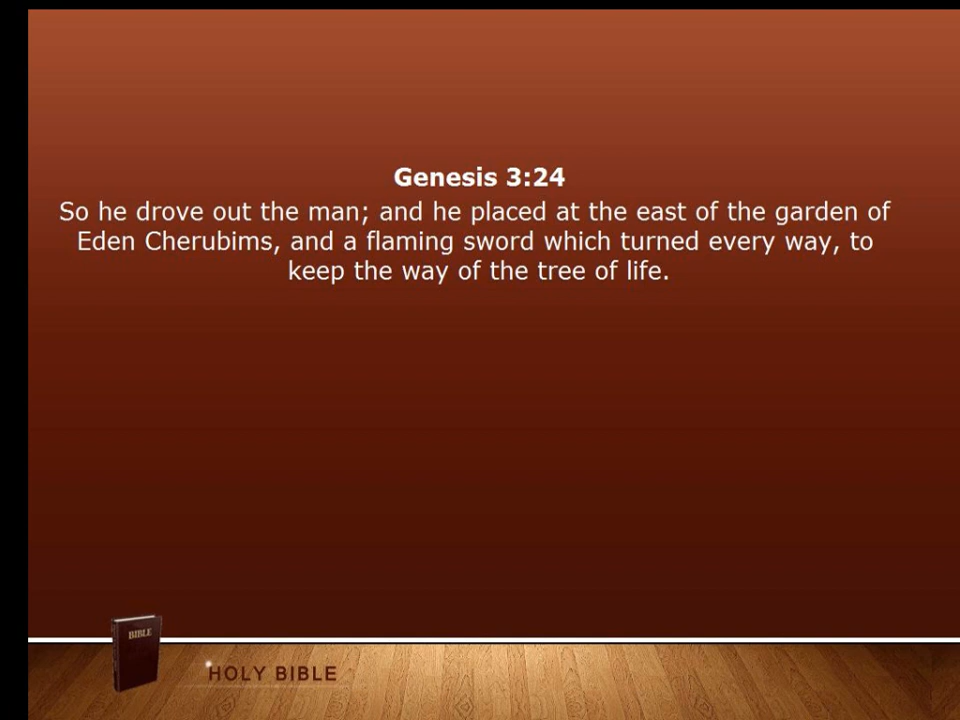 Genesis 3:24
So he drove out the man; and he placed at the east of the garden of
Eden Cherubims, and a flaming sword which turned every way, to
keep the way of the tree of life.
BIBLE
HOLY BIBLE